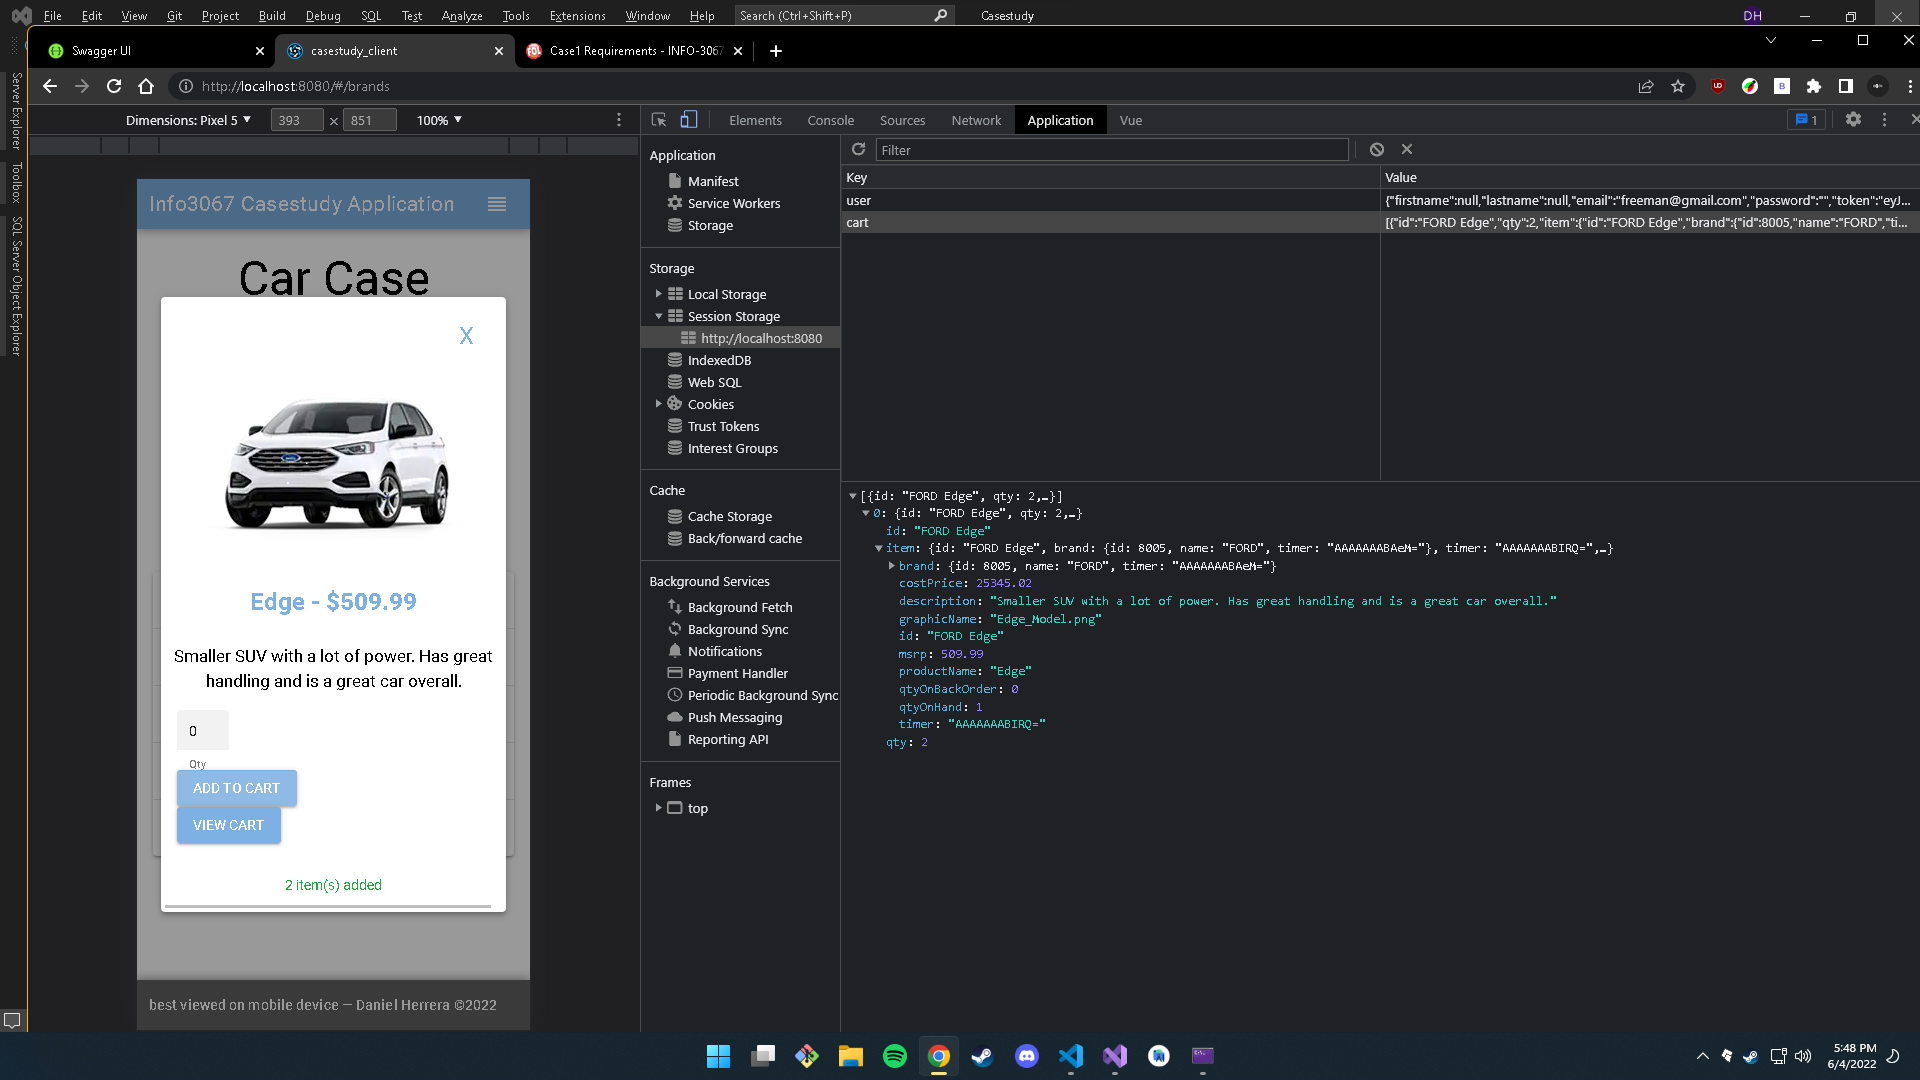 File Edit View Git Project Build Debug SQL Test Analyze Tools Extensions Window Help Search (Ctrl+Shift+P) Casestudy DH
Swagger UI casestudy_client Case1 Requirements - INFO-3067
http://localhost:8080/#/brands
Server Explorer
Toolbox
SQL Server Object Explorer
Dimensions: Pixel 5 393 × 851 100%
Elements Console Sources Network Application Vue 1
Info3067 Casestudy Application
Car Case
X
Edge - $509.99
Smaller SUV with a lot of power. Has great
handling and is a great car overall.
0
Qty
ADD TO CART
VIEW CART
2 item(s) added
best viewed on mobile device — Daniel Herrera ©2022
Application
Manifest
Service Workers
Storage
Storage
Local Storage
Session Storage
http://localhost:8080
IndexedDB
Web SQL
Cookies
Trust Tokens
Interest Groups
Cache
Cache Storage
Back/forward cache
Background Services
Background Fetch
Background Sync
Notifications
Payment Handler
Periodic Background Sync
Push Messaging
Reporting API
Frames
top
Filter
Key Value
user {"firstname":null,"lastname":null,"email":"freeman@gmail.com","password":"","token":"eyJ...
cart [{"id":"FORD Edge","qty":2,"item":{"id":"FORD Edge","brand":{"id":8005,"name":"FORD","ti...
[{id: "FORD Edge", qty: 2,…}]
0: {id: "FORD Edge", qty: 2,…}
id: "FORD Edge"
item: {id: "FORD Edge", brand: {id: 8005, name: "FORD", timer: "AAAAAAABAeM="}, timer: "AAAAAAABIRQ=",…}
brand: {id: 8005, name: "FORD", timer: "AAAAAAABAeM="}
costPrice: 25345.02
description: "Smaller SUV with a lot of power. Has great handling and is a great car overall."
graphicName: "Edge_Model.png"
id: "FORD Edge"
msrp: 509.99
productName: "Edge"
qtyOnBackOrder: 0
qtyOnHand: 1
timer: "AAAAAAABIRQ="
qty: 2
5:48 PM
6/4/2022